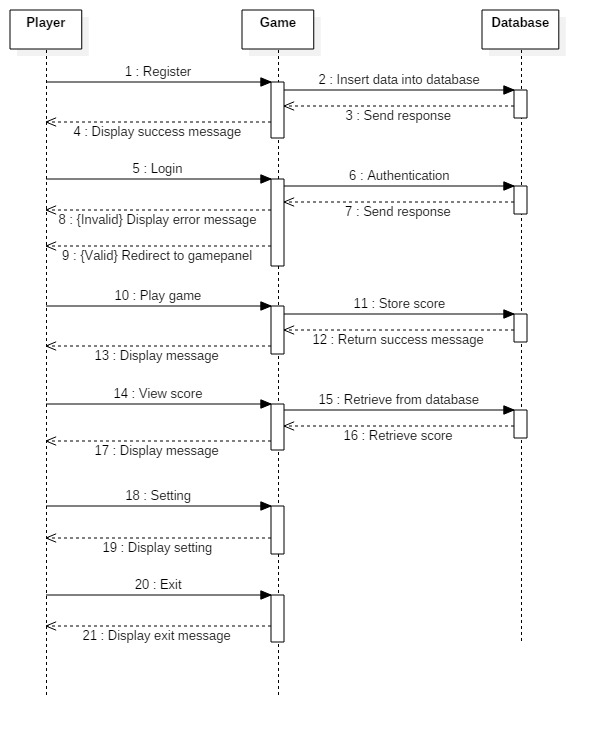 Player
Game
Database
1 : Register
2 : Insert data into database
3 : Send response
4 : Display success message
5 : Login
6 : Authentication
7 : Send response
8 : {Invalid} Display error message
9 : {Valid} Redirect to gamepanel
10 : Play game
11 : Store score
12 : Return success message
13 : Display message
14 : View score
15 : Retrieve from database
16 : Retrieve score
17 : Display message
18 : Setting
19 : Display setting
20 : Exit
21 : Display exit message